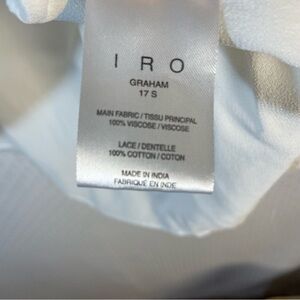 IRO
GRAHAM
17 S
MAIN FABRIC / TISSU PRINCIPAL
100% VISCOSE / VISCOSE
LACE / DENTELLE
100% COTTON / COTON
MADE IN INDIA
FABRIQUÉ EN INDE